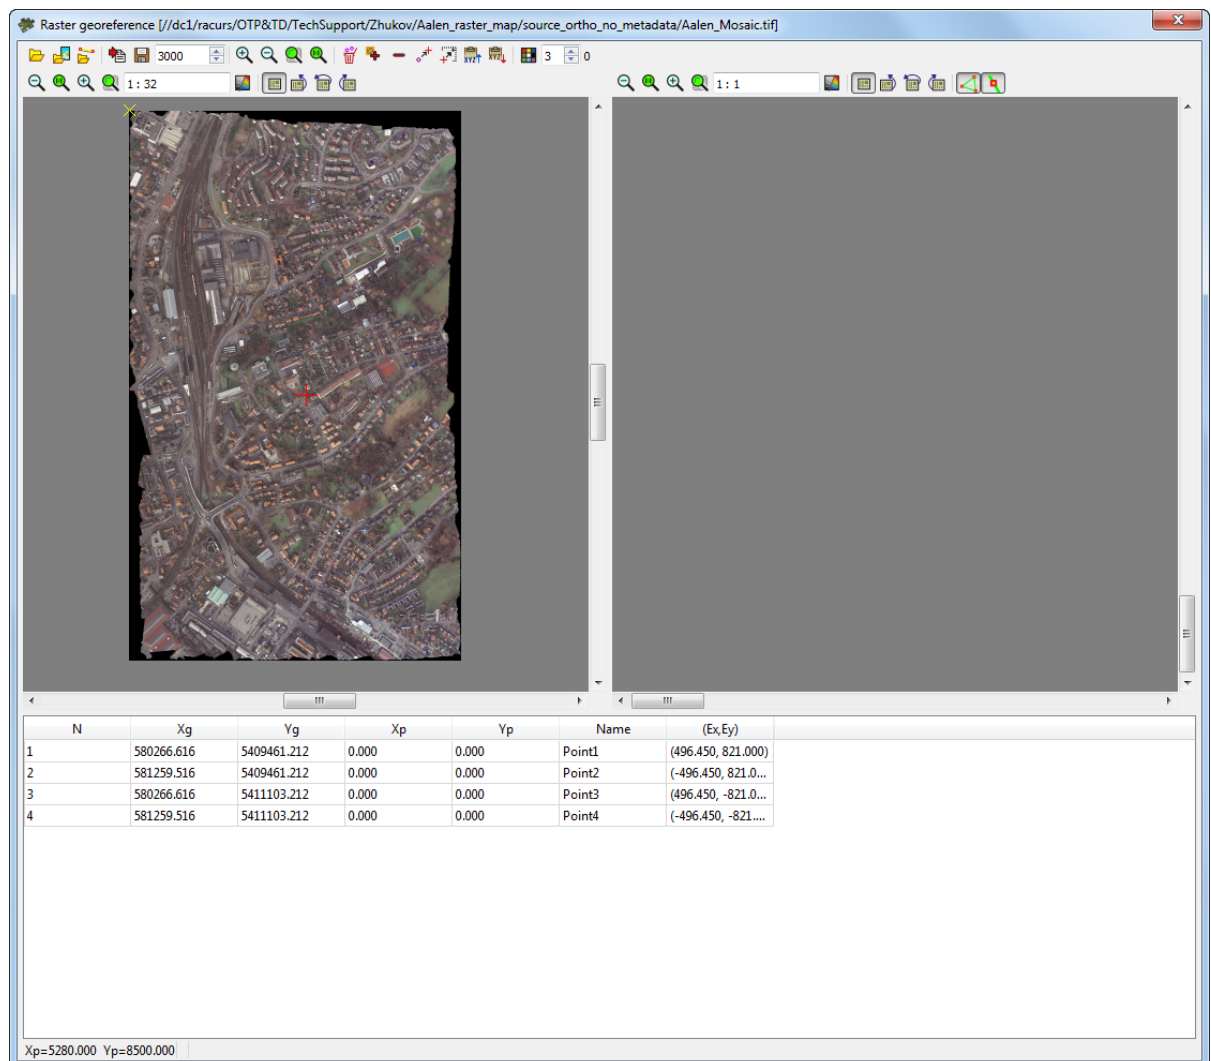 Raster georeference [//dc1/racurs/OTP&TD/TechSupport/Zhukov/Aalen_raster_map/source_ortho_no_metadata/Aalen_Mosaic.tif]
3000 3 0
1 : 32 1 : 1
N Xg Yg Xp Yp Name (Ex,Ey)
1 580266.616 5409461.212 0.000 0.000 Point1 (496.450, 821.000)
2 581259.516 5409461.212 0.000 0.000 Point2 (-496.450, 821.0...
3 580266.616 5411103.212 0.000 0.000 Point3 (496.450, -821.0...
4 581259.516 5411103.212 0.000 0.000 Point4 (-496.450, -821....
Xp=5280.000 Yp=8500.000